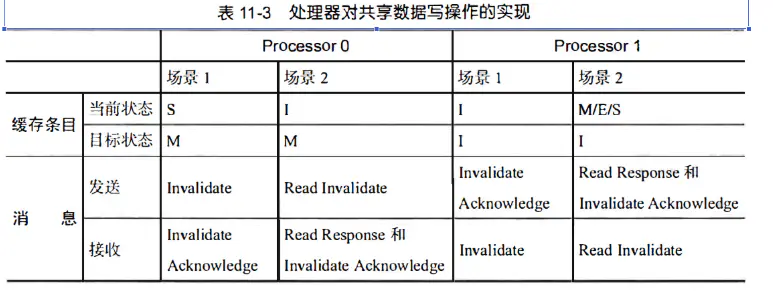 表 11-3 处理器对共享数据写操作的实现
Processor 0 Processor 1
场景 1 场景 2 场景 1 场景 2
缓存条目 当前状态 S I I M/E/S
目标状态 M M I I
消 息 发送 Invalidate Read Invalidate Invalidate Acknowledge Read Response 和 Invalidate Acknowledge
接收 Invalidate Acknowledge Read Response 和 Invalidate Acknowledge Invalidate Read Invalidate